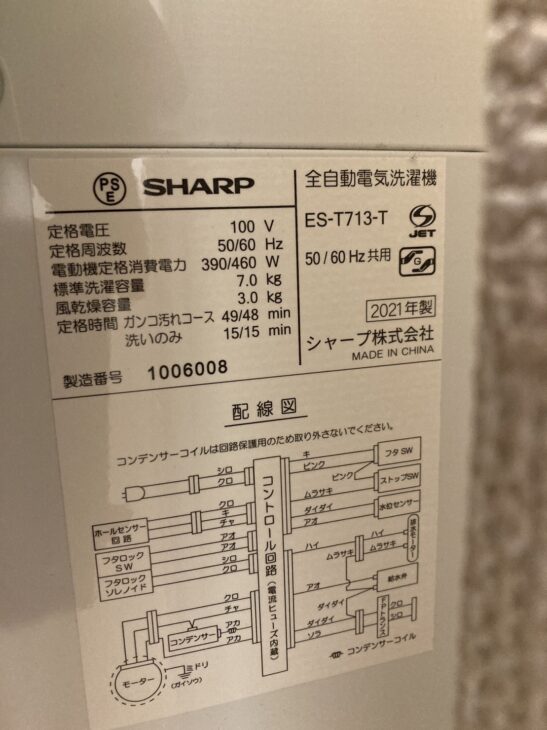 PS
E
SHARP
全自動電気洗濯機
ES-T713-T
JET
50/60 Hz 共用
G
2021年製
シャープ株式会社
MADE IN CHINA
定格電圧 100 V
定格周波数 50/60 Hz
電動機定格消費電力 390/460 W
標準洗濯容量 7.0 kg
風乾燥容量 3.0 kg
定格時間 ガンコ汚れコース 49/48 min
洗いのみ 15/15 min
製造番号 1006008
配線図
コンデンサーコイルは回路保護用のため取り外さないでください。
シロ
クロ
ホールセンサー
回路
クロ
キ
チャ
フタロック
SW
アオ
アオ
フタロック
ソレノイド
シロ
クロ
クロ
チャ
アカ
アカ
コンデンサー
モーター
ミドリ
(ガイソウ)
コントロール回路
(電流ヒューズ内蔵)
キ
ピンク
フタSW
ピンク
ストップSW
ムラサキ
ダイダイ
アオ
水位センサー
ハイ
ハイ
ムラサキ
ムラサキ
排水モーター
アオ
給水弁
ダイダイ
ダイダイ
ソラ
クロ
シロ
コンデンサーコイル